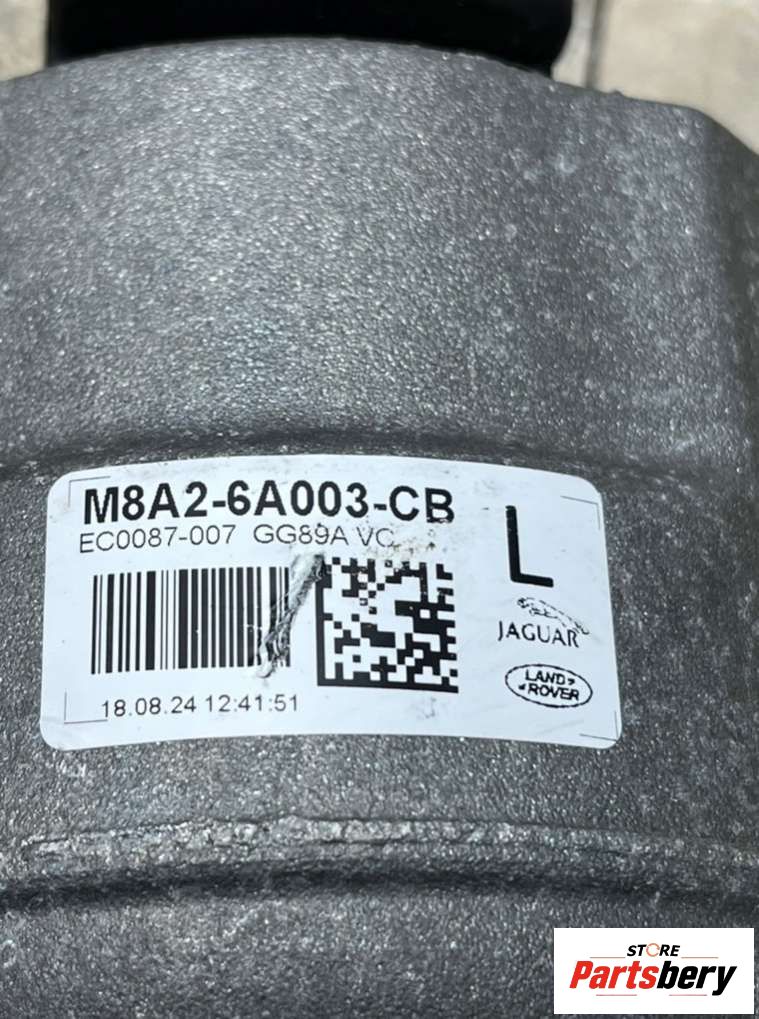 M8A2-6A003-CB
EC0087-007 GG89A VC
L
JAGUAR
LAND
ROVER
18.08.24 12:41:51
STORE
Partsbery